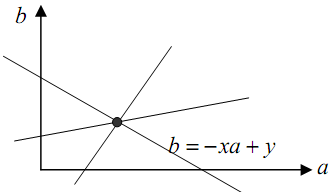 b
b = −xa + y
a